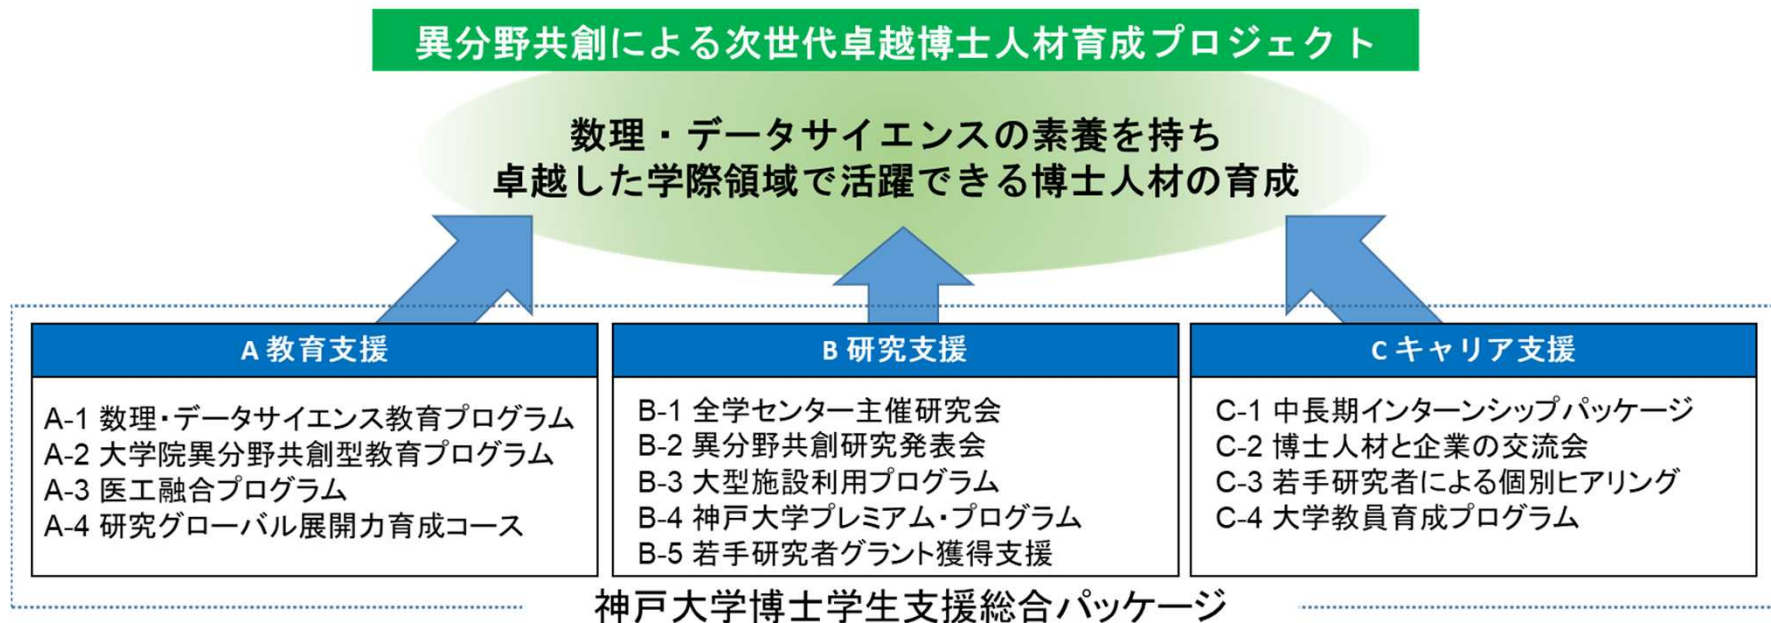 異分野共創による次世代卓越博士人材育成プロジェクト
数理・データサイエンスの素養を持ち
卓越した学際領域で活躍できる博士人材の育成
A 教育支援
A-1 数理・データサイエンス教育プログラム
A-2 大学院異分野共創型教育プログラム
A-3 医工融合プログラム
A-4 研究グローバル展開力育成コース
B 研究支援
B-1 全学センター主催研究会
B-2 異分野共創研究発表会
B-3 大型施設利用プログラム
B-4 神戸大学プレミアム・プログラム
B-5 若手研究者グラント獲得支援
C キャリア支援
C-1 中長期インターンシップパッケージ
C-2 博士人材と企業の交流会
C-3 若手研究者による個別ヒアリング
C-4 大学教員育成プログラム
神戸大学博士学生支援総合パッケージ